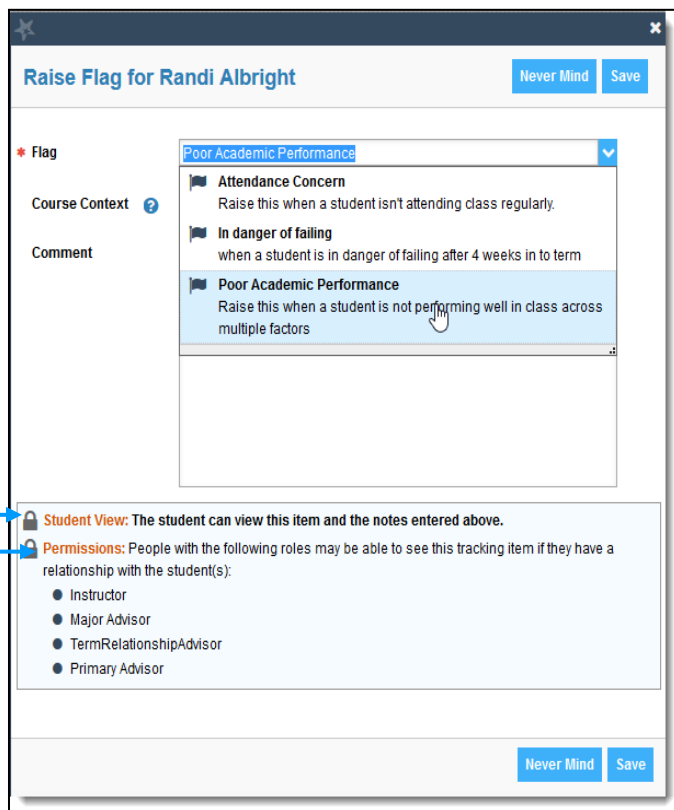 Raise Flag for Randi Albright
Never Mind
Save
* Flag
Poor Academic Performance
Attendance Concern
Raise this when a student isn't attending class regularly.
Course Context ?
In danger of failing
when a student is in danger of failing after 4 weeks in to term
Comment
Poor Academic Performance
Raise this when a student is not performing well in class across
multiple factors
Student View: The student can view this item and the notes entered above.
Permissions: People with the following roles may be able to see this tracking item if they have a
relationship with the student(s):
● Instructor
● Major Advisor
● TermRelationshipAdvisor
● Primary Advisor
Never Mind
Save